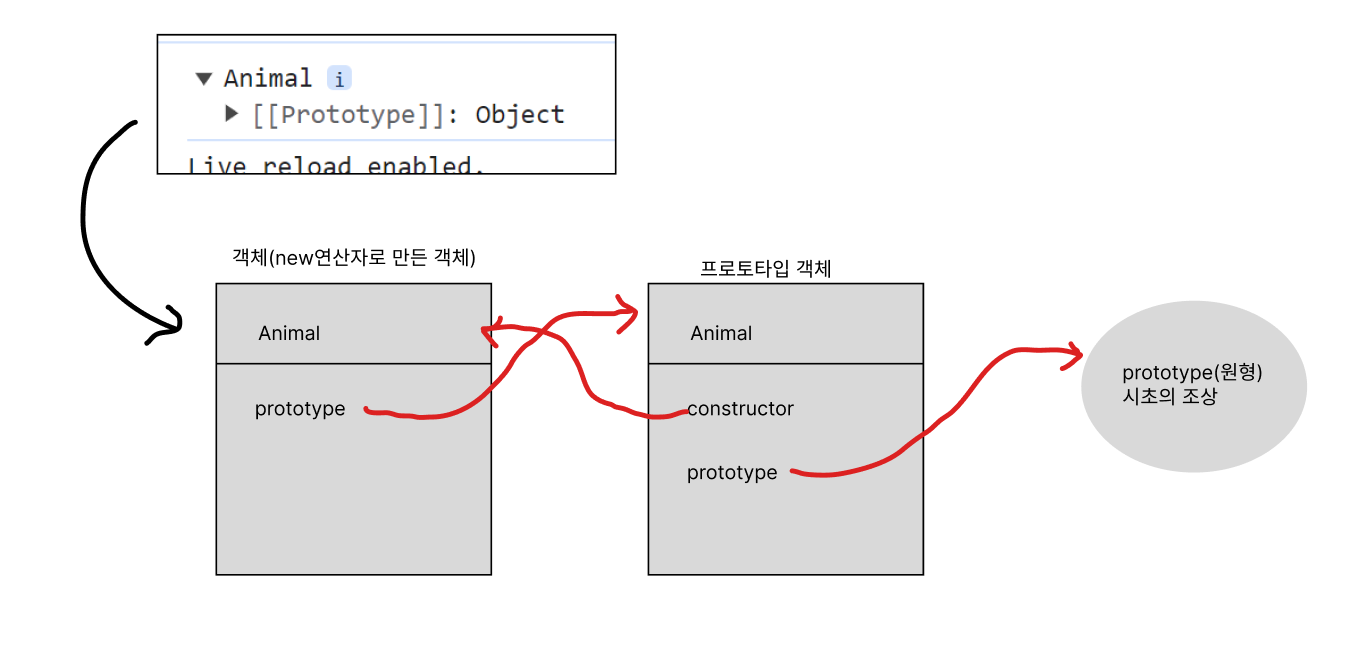 Animal i
[[Prototype]]: Object
Live reload enabled.
객체(new연산자로 만든 객체)
프로토타입 객체
Animal
prototype
Animal
constructor
prototype
prototype(원형)
시초의 조상